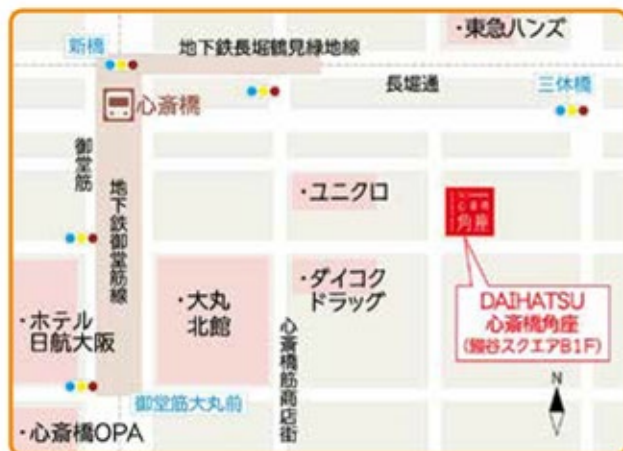 ・東急ハンズ
新橋
地下鉄長堀鶴見緑地線
長堀通
三休橋
心斎橋
御堂筋
地下鉄御堂筋線
・ユニクロ
心斎橋
角座
・大丸
北館
・ダイコク
ドラッグ
DAIHATSU
心斎橋角座
(鰻谷スクエアB1F)
・ホテル
日航大阪
心斎橋筋商店街
N
御堂筋大丸前
・心斎橋OPA